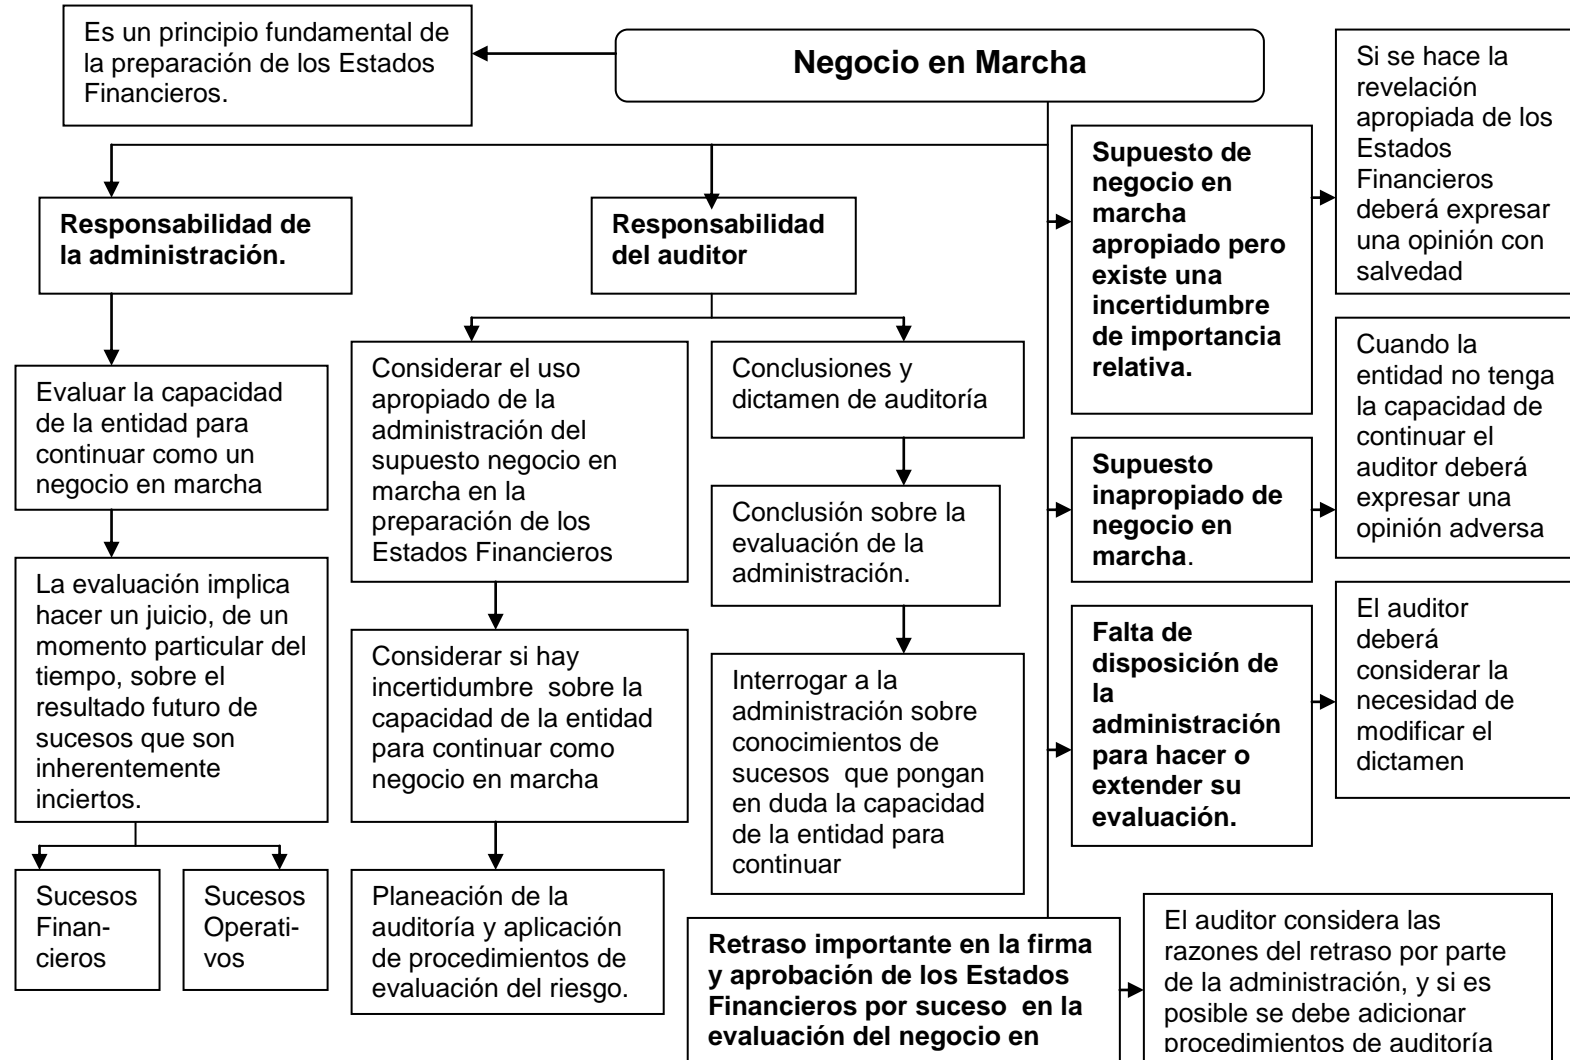 Es un principio fundamental de
la preparación de los Estados
Financieros.
Negocio en Marcha
Si se hace la
revelación
apropiada de los
Estados
Financieros
deberá expresar
una opinión con
salvedad
Supuesto de
negocio en
marcha
apropiado pero
existe una
incertidumbre
de importancia
relativa.
Responsabilidad de
la administración.
Responsabilidad
del auditor
Evaluar la capacidad
de la entidad para
continuar como un
negocio en marcha
Considerar el uso
apropiado de la
administración del
supuesto negocio en
marcha en la
preparación de los
Estados Financieros
Conclusiones y
dictamen de auditoría
Cuando la
entidad no tenga
la capacidad de
continuar el
auditor deberá
expresar una
opinión adversa
Supuesto
inapropiado de
negocio en
marcha.
Conclusión sobre la
evaluación de la
administración.
La evaluación implica
hacer un juicio, de un
momento particular del
tiempo, sobre el
resultado futuro de
sucesos que son
inherentemente
inciertos.
Considerar si hay
incertidumbre sobre la
capacidad de la entidad
para continuar como
negocio en marcha
Interrogar a la
administración sobre
conocimientos de
sucesos que pongan
en duda la capacidad
de la entidad para
continuar
Falta de
disposición de
la
administración
para hacer o
extender su
evaluación.
El auditor
deberá
considerar la
necesidad de
modificar el
dictamen
Sucesos
Finan-
cieros
Sucesos
Operati-
vos
Planeación de la
auditoría y aplicación
de procedimientos de
evaluación del riesgo.
Retraso importante en la firma
y aprobación de los Estados
Financieros por suceso en la
evaluación del negocio en
El auditor considera las
razones del retraso por parte
de la administración, y si es
posible se debe adicionar
procedimientos de auditoría